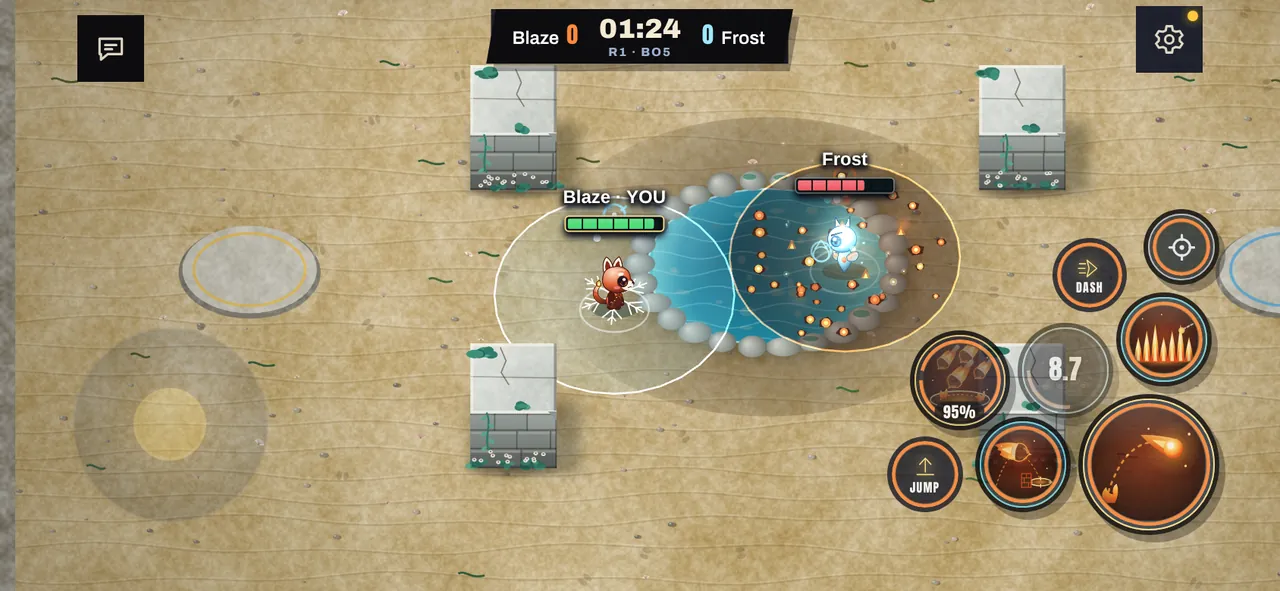 Blaze 0 01:24 0 Frost
R1 · BO5
Frost
Blaze · YOU
DASH
8.7
95%
JUMP